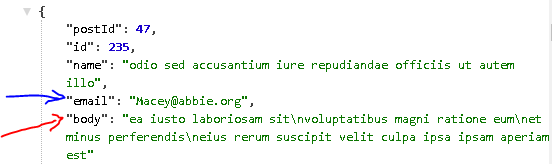 {
"postId": 47,
"id": 235,
"name": "odio sed accusantium iure repudiandae officiis ut autem
illo",
"email": "Macey@abbie.org",
"body": "ea iusto laboriosam sit\nvoluptatibus magni ratione eum\net
minus perferendis\neius rerum suscipit velit culpa ipsa ipsam aperiam
est"